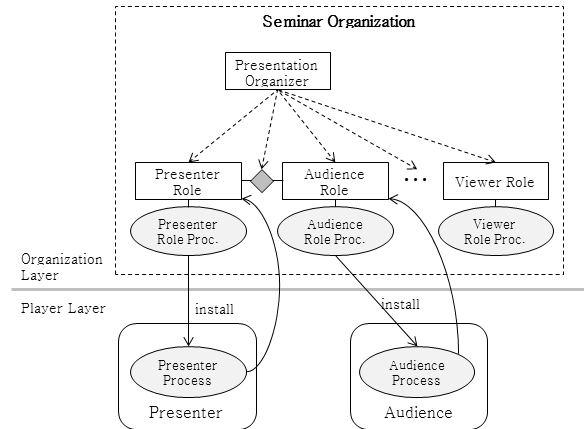 Seminar Organization
Presentation
Organizer
Presenter
Role
Audience
Role
...
Viewer Role
Presenter
Role Proc.
Audience
Role Proc.
Viewer
Role Proc.
Organization
Layer
Player Layer
install
install
Presenter
Process
Audience
Process
Presenter
Audience